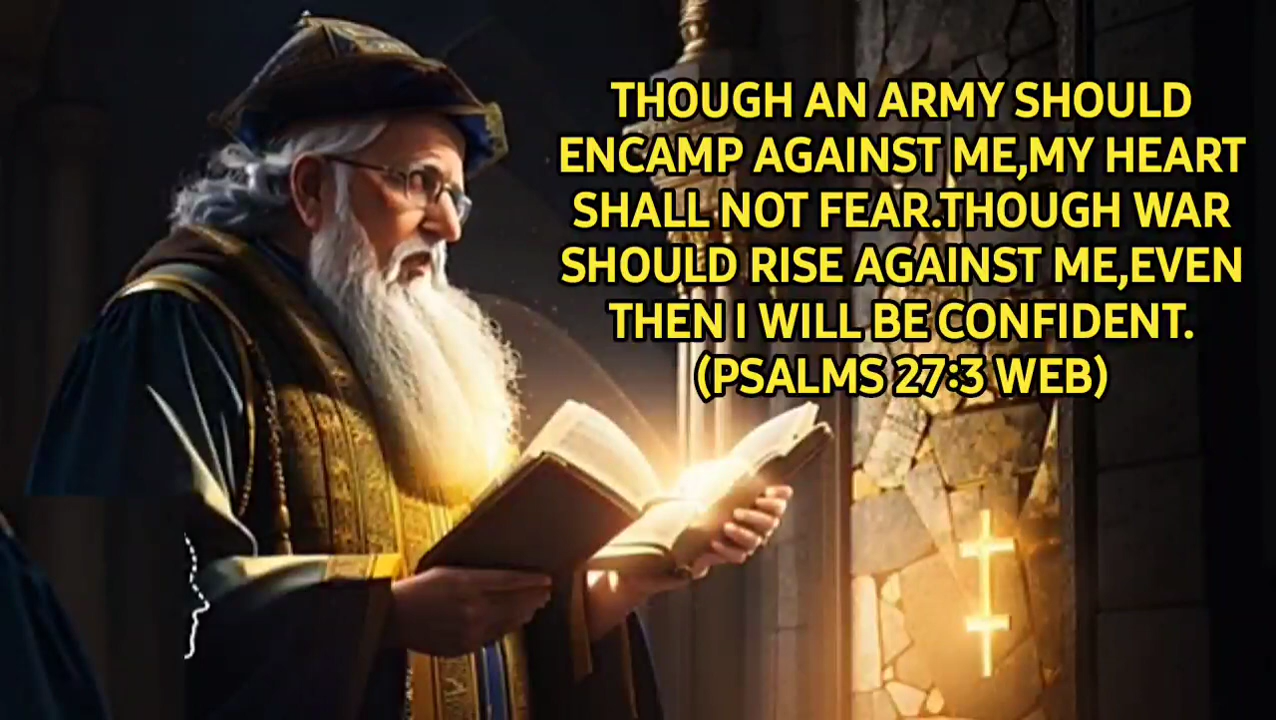 THOUGH AN ARMY SHOULD
ENCAMP AGAINST ME,MY HEART
SHALL NOT FEAR.THOUGH WAR
SHOULD RISE AGAINST ME,EVEN
THEN I WILL BE CONFIDENT.
(PSALMS 27:3 WEB)